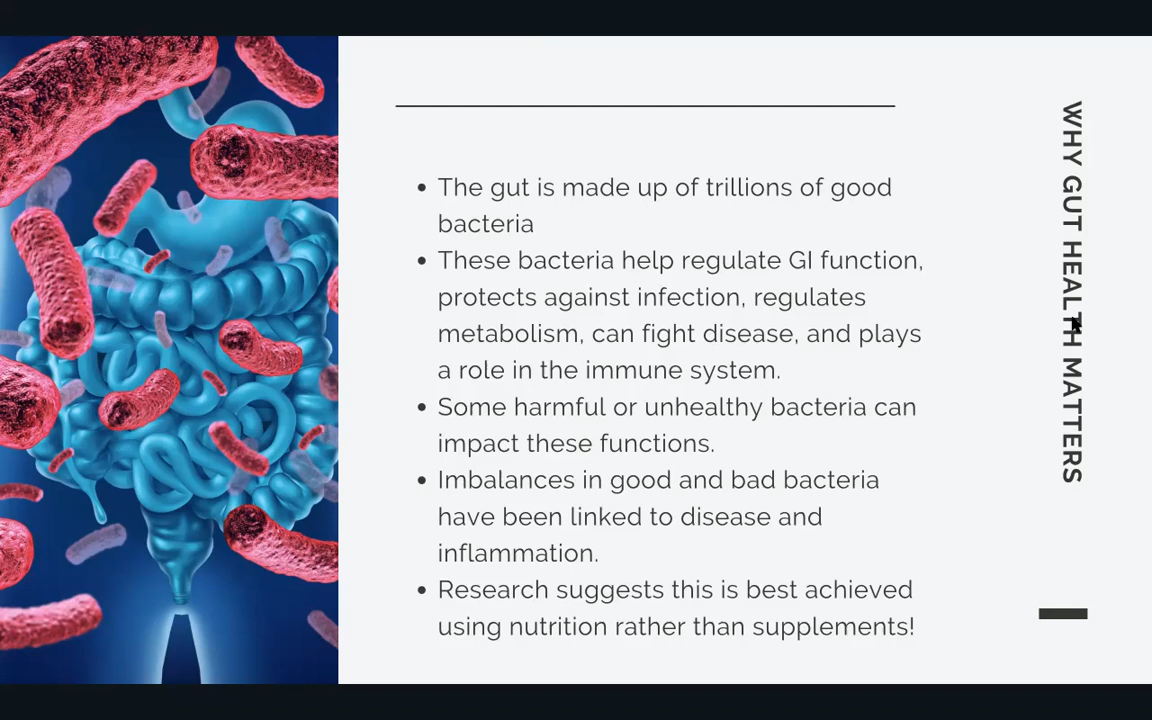 WHY GUT HEALTH MATTERS
• The gut is made up of trillions of good
bacteria
• These bacteria help regulate GI function,
protects against infection, regulates
metabolism, can fight disease, and plays
a role in the immune system.
• Some harmful or unhealthy bacteria can
impact these functions.
• Imbalances in good and bad bacteria
have been linked to disease and
inflammation.
• Research suggests this is best achieved
using nutrition rather than supplements!